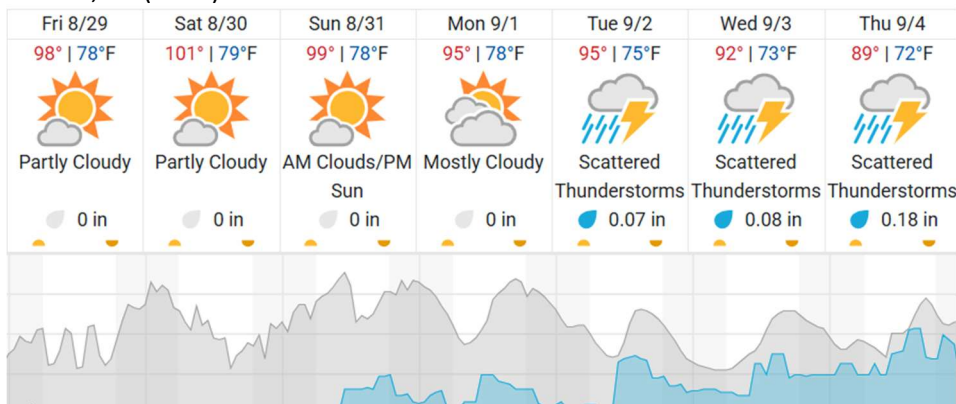 Fri 8/29 Sat 8/30 Sun 8/31 Mon 9/1 Tue 9/2 Wed 9/3 Thu 9/4
98° | 78°F 101° | 79°F 99° | 78°F 95° | 78°F 95° | 75°F 92° | 73°F 89° | 72°F
Partly Cloudy Partly Cloudy AM Clouds/PM Mostly Cloudy Scattered Scattered Scattered
Sun Thunderstorms Thunderstorms Thunderstorms
0 in 0 in 0 in 0 in 0.07 in 0.08 in 0.18 in